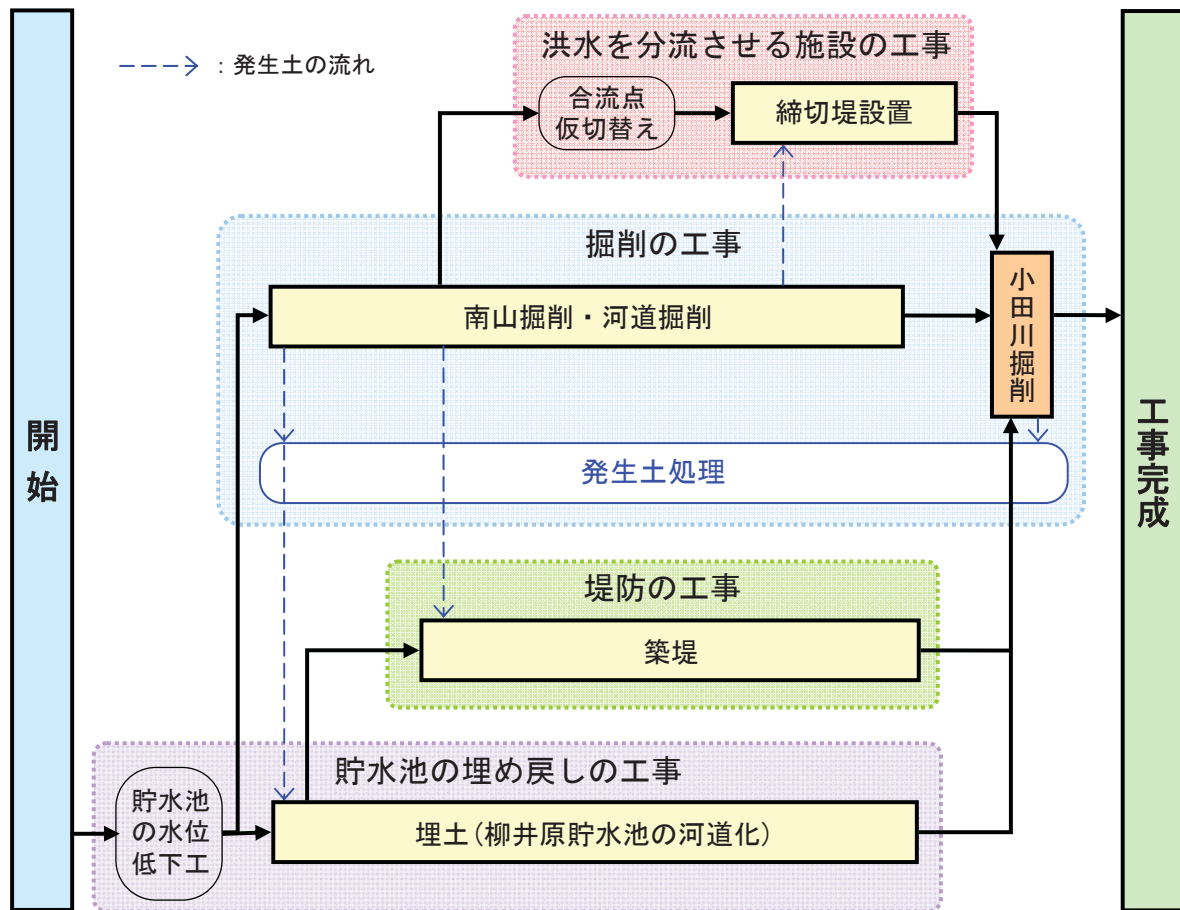 洪水を分流させる施設の工事
：発生土の流れ
合流点
仮切替え
締切堤設置
掘削の工事
南山掘削・河道掘削
小田川掘削
発生土処理
開始
工事完成
堤防の工事
築堤
貯水池の埋め戻しの工事
貯水池
の水位
低下工
埋土(柳井原貯水池の河道化)